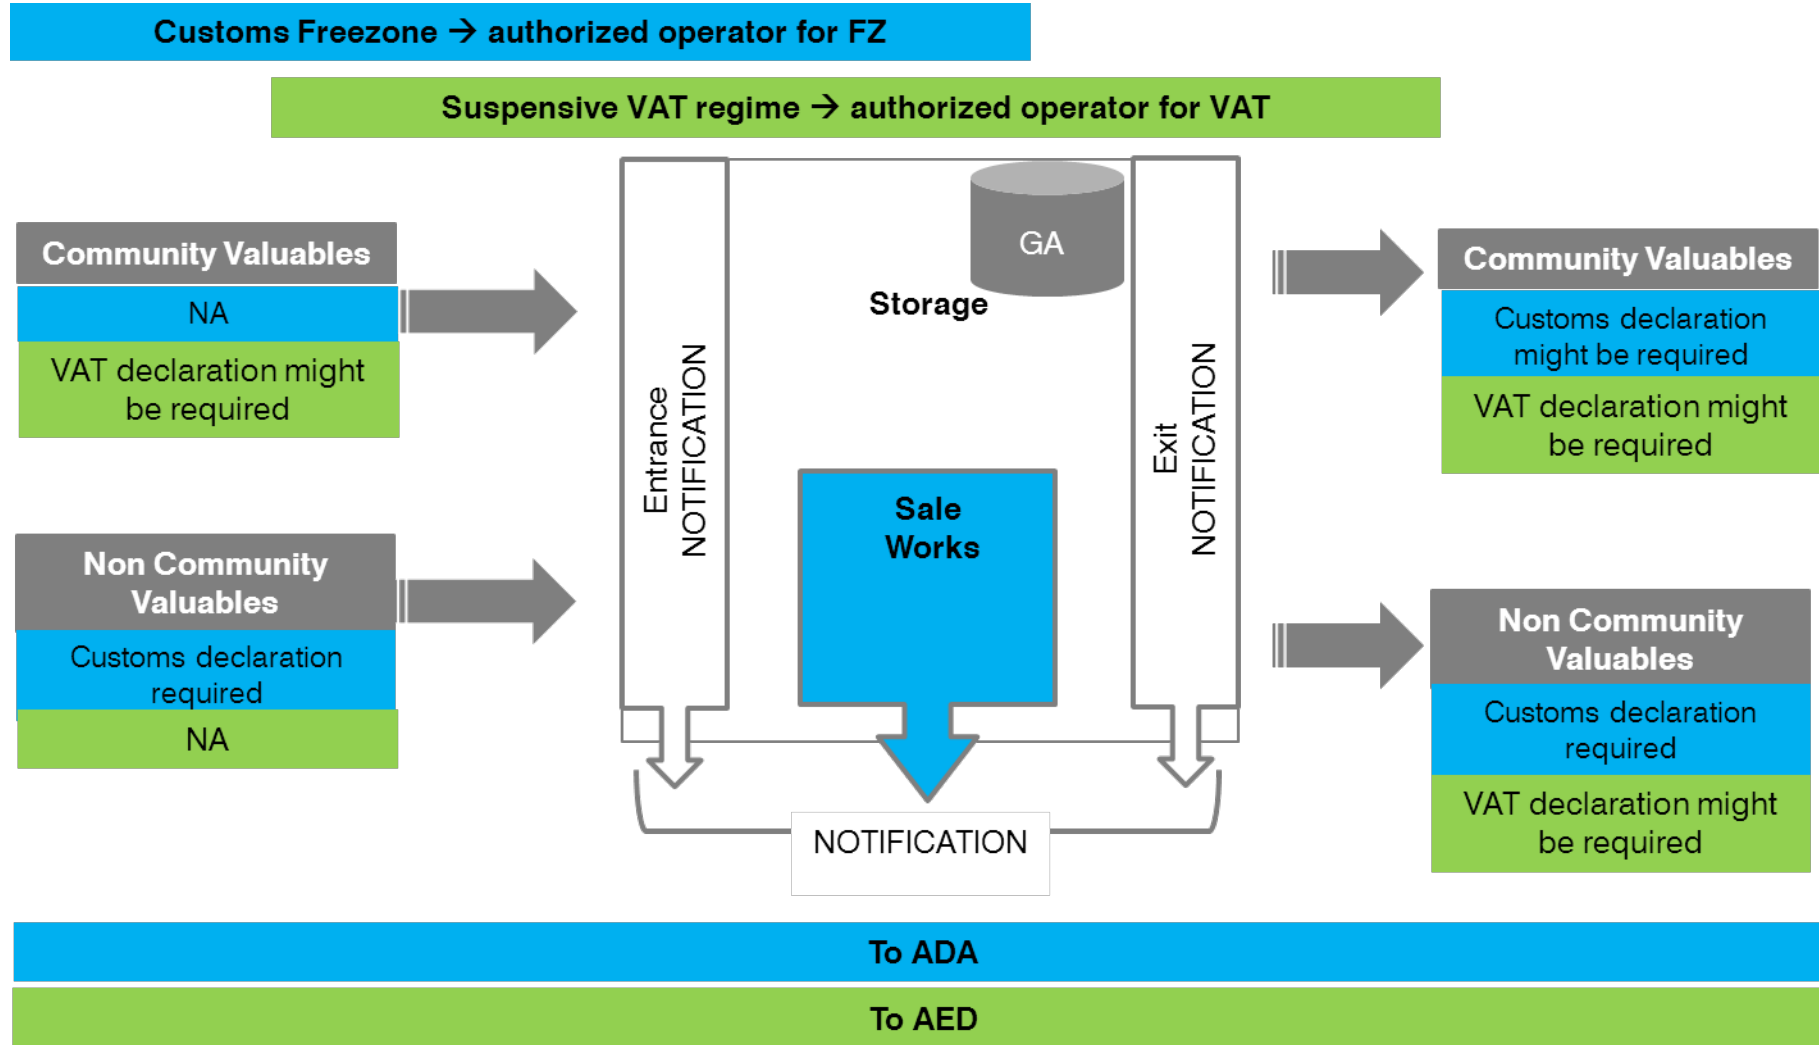 Customs Freezone → authorized operator for FZ
Suspensive VAT regime → authorized operator for VAT
Community Valuables
NA
VAT declaration might
be required
Non Community
Valuables
Customs declaration
required
NA
Entrance
NOTIFICATION
GA
Storage
Sale
Works
Exit
NOTIFICATION
NOTIFICATION
Community Valuables
Customs declaration
might be required
VAT declaration might
be required
Non Community
Valuables
Customs declaration
required
VAT declaration might
be required
To ADA
To AED